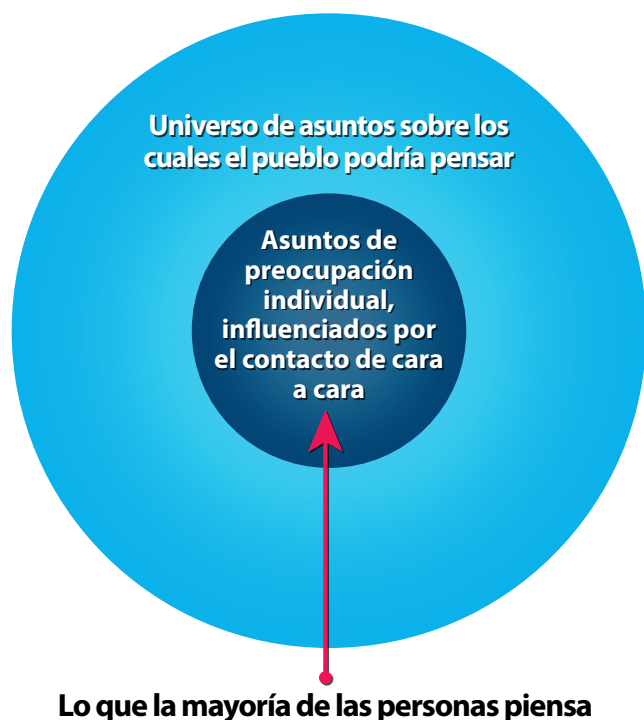 Universo de asuntos sobre los
cuales el pueblo podría pensar
Asuntos de
preocupación
individual,
influenciados por
el contacto de cara
a cara
Lo que la mayoría de las personas piensa